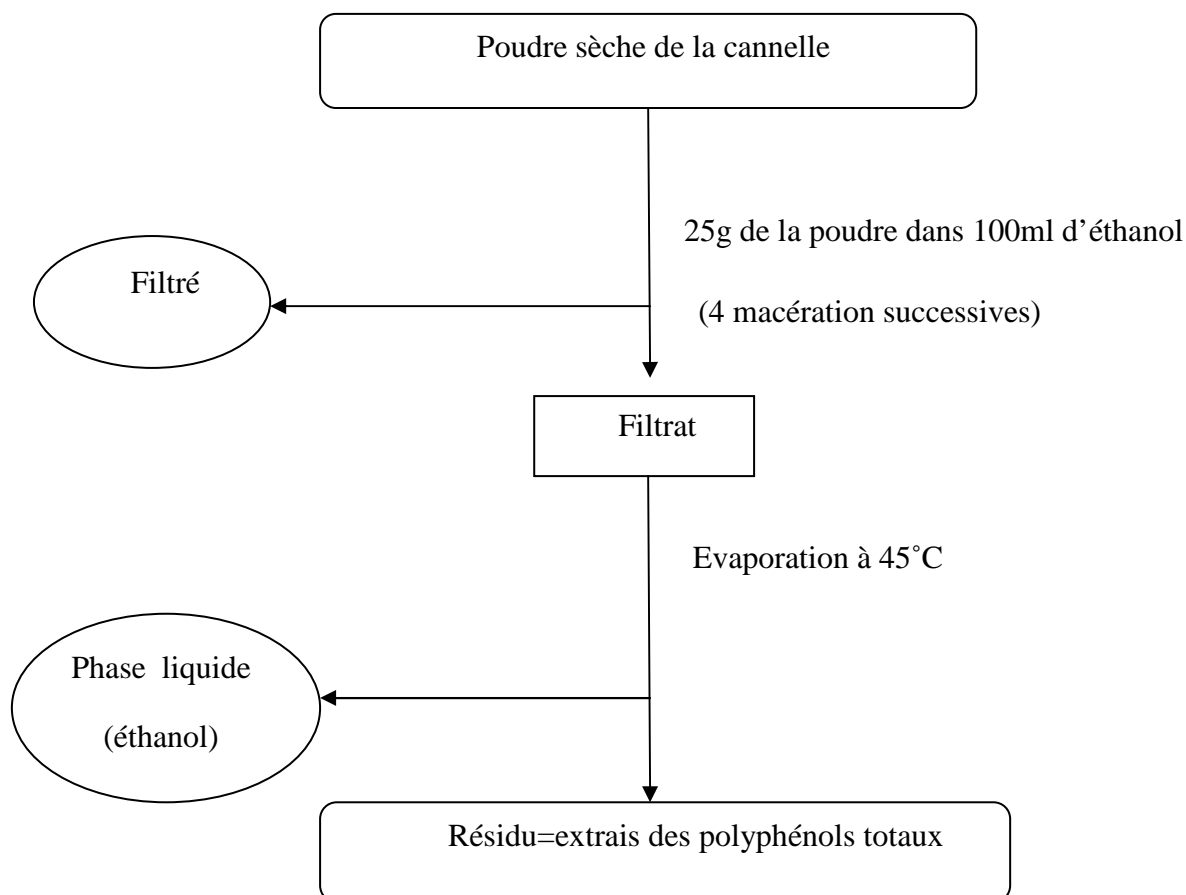 Poudre sèche de la cannelle
25g de la poudre dans 100ml d’éthanol
Filtré
(4 macération successives)
Filtrat
Evaporation à 45˚C
Phase liquide
(éthanol)
Résidu=extrais des polyphénols totaux